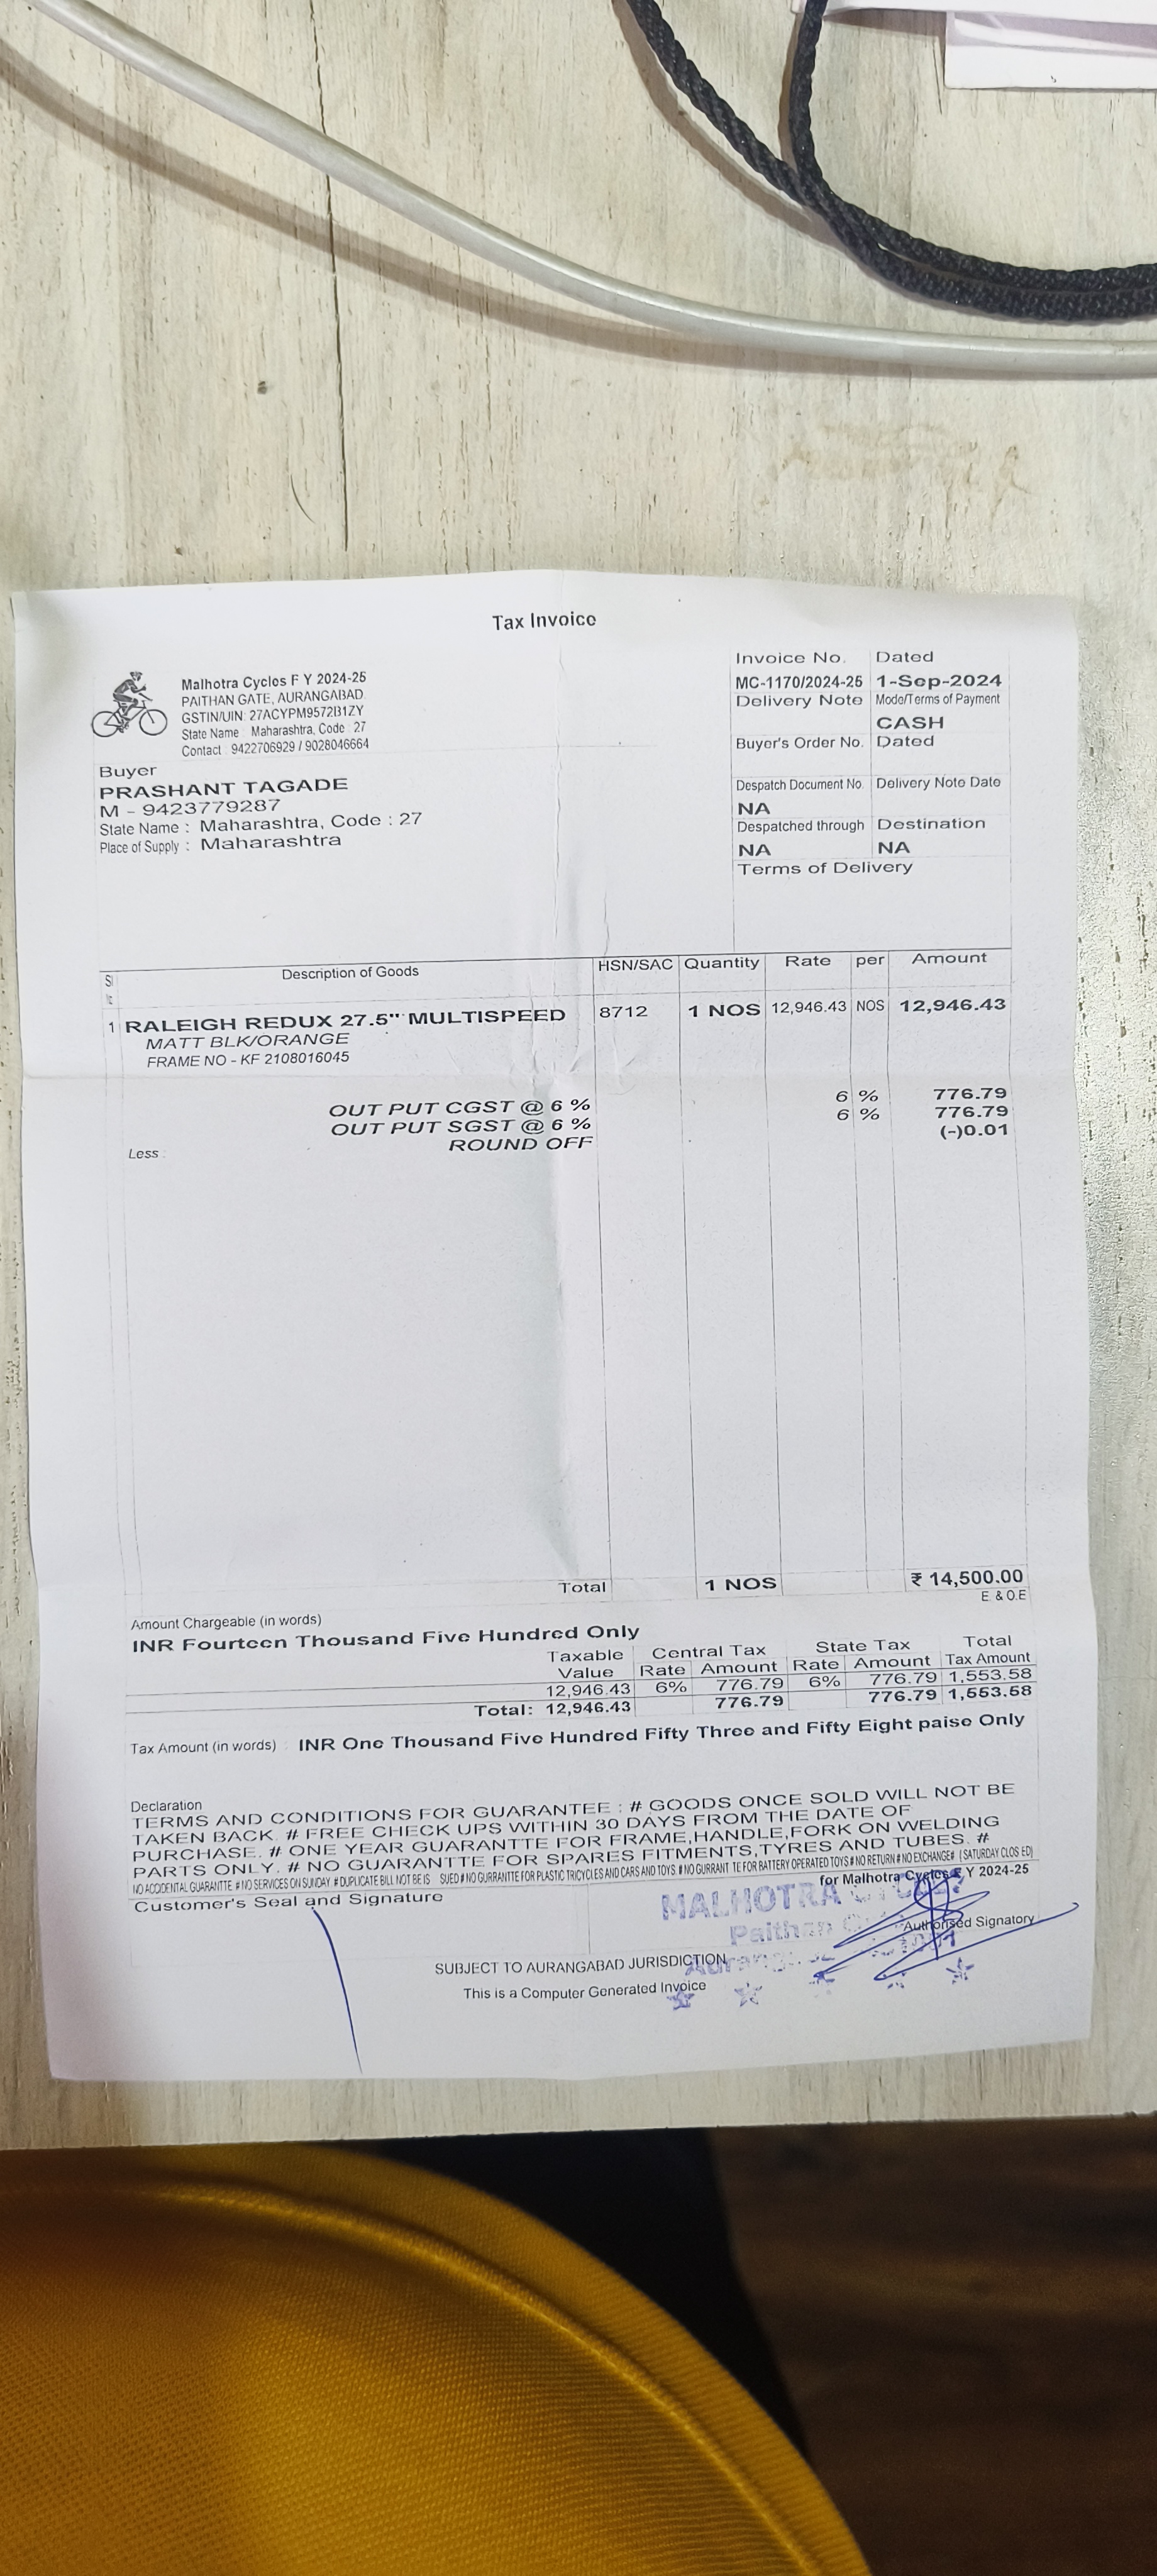 Tax Invoice
Malhotra Cycles F Y 2024-25
PAITHAN GATE, AURANGABAD.
GSTIN/UIN: 27ACYPM9572B1ZY
State Name : Maharashtra, Code : 27
Contact : 9422706929 / 9028046664
Invoice No. Dated
MC-1170/2024-25 1-Sep-2024
Delivery Note Mode/Terms of Payment
CASH
Buyer's Order No. Dated
Despatch Document No. Delivery Note Date
NA
Despatched through Destination
NA NA
Terms of Delivery
Buyer
PRASHANT TAGADE
M - 9423779287
State Name : Maharashtra, Code : 27
Place of Supply : Maharashtra
Sl Description of Goods HSN/SAC Quantity Rate per Amount
1 RALEIGH REDUX 27.5" MULTISPEED 8712 1 NOS 12,946.43 NOS 12,946.43
MATT BLK/ORANGE
FRAME NO - KF 2108016045
OUT PUT CGST @ 6 % 6 % 776.79
OUT PUT SGST @ 6 % 6 % 776.79
Less : ROUND OFF (-)0.01
Total 1 NOS ₹ 14,500.00
E. & O.E
Amount Chargeable (in words)
INR Fourteen Thousand Five Hundred Only
Taxable Central Tax State Tax Total
Value Rate Amount Rate Amount Tax Amount
12,946.43 6% 776.79 6% 776.79 1,553.58
Total: 12,946.43 776.79 776.79 1,553.58
Tax Amount (in words) : INR One Thousand Five Hundred Fifty Three and Fifty Eight paise Only
Declaration
TERMS AND CONDITIONS FOR GUARANTEE : # GOODS ONCE SOLD WILL NOT BE
TAKEN BACK. # FREE CHECK UPS WITHIN 30 DAYS FROM THE DATE OF
PURCHASE. # ONE YEAR GUARANTTE FOR FRAME,HANDLE,FORK ON WELDING
PARTS ONLY. # NO GUARANTTE FOR SPARES FITMENTS,TYRES AND TUBES. #
NO ACCIDENTAL GUARANTTE. # NO SERVICES ON SUNDAY. # DUPLICATE BILL NOT BE IS SUED # NO GURRANTTE FOR PLASTIC TRICYCLES AND CARS AND TOYS. # NO GURRANT TE FOR BATTERY OPERATED TOYS # NO RETURN # NO EXCHANGE# (SATURDAY CLOS ED)
Customer's Seal and Signature
for Malhotra Cycles F Y 2024-25
MALHOTRA
Paithan
Authorised Signatory
SUBJECT TO AURANGABAD JURISDICTION
This is a Computer Generated Invoice